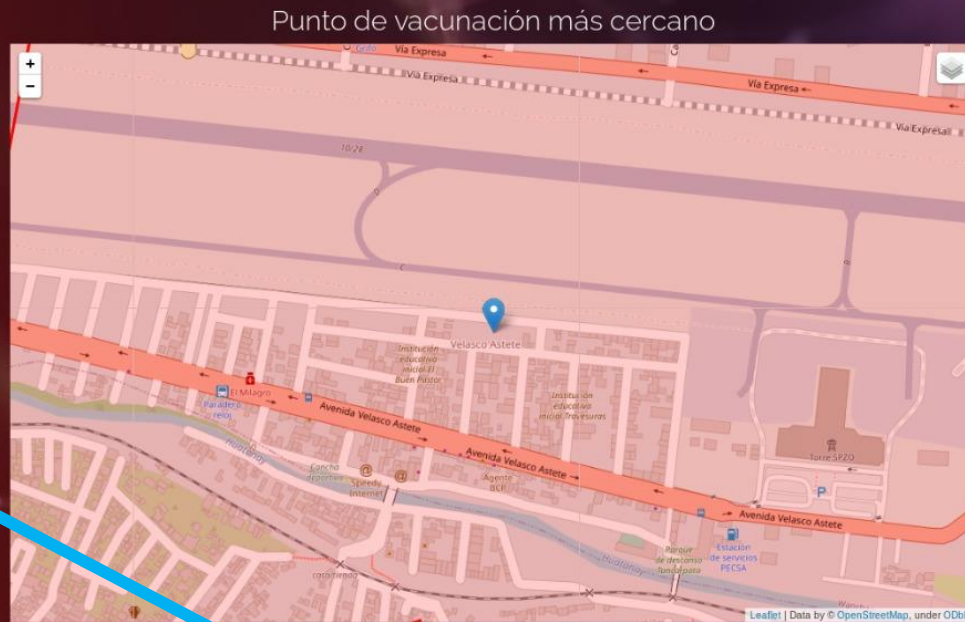 Punto de vacunación más cercano
+
−
Grifo
Vía Expresa
Vía Expresa
Vía Expresa
Vía Expresa
10/28
Velasco Astete
Institución
educativa
inicial El
Buen Pastor
Institución
educativa
inicial Travesuras
El Milagro
Paradero
reloj
Avenida Velasco Astete
Avenida Velasco Astete
Avenida Velasco Astete
Torre SPZO
P
Huatanay
Cancha
deportiva
@
@
Speedy
Internet
Agente
BCP
Estación
de servicios
PECSA
Parque
de descanso
Huatanay
Leaflet | Data by © OpenStreetMap, under ODbL